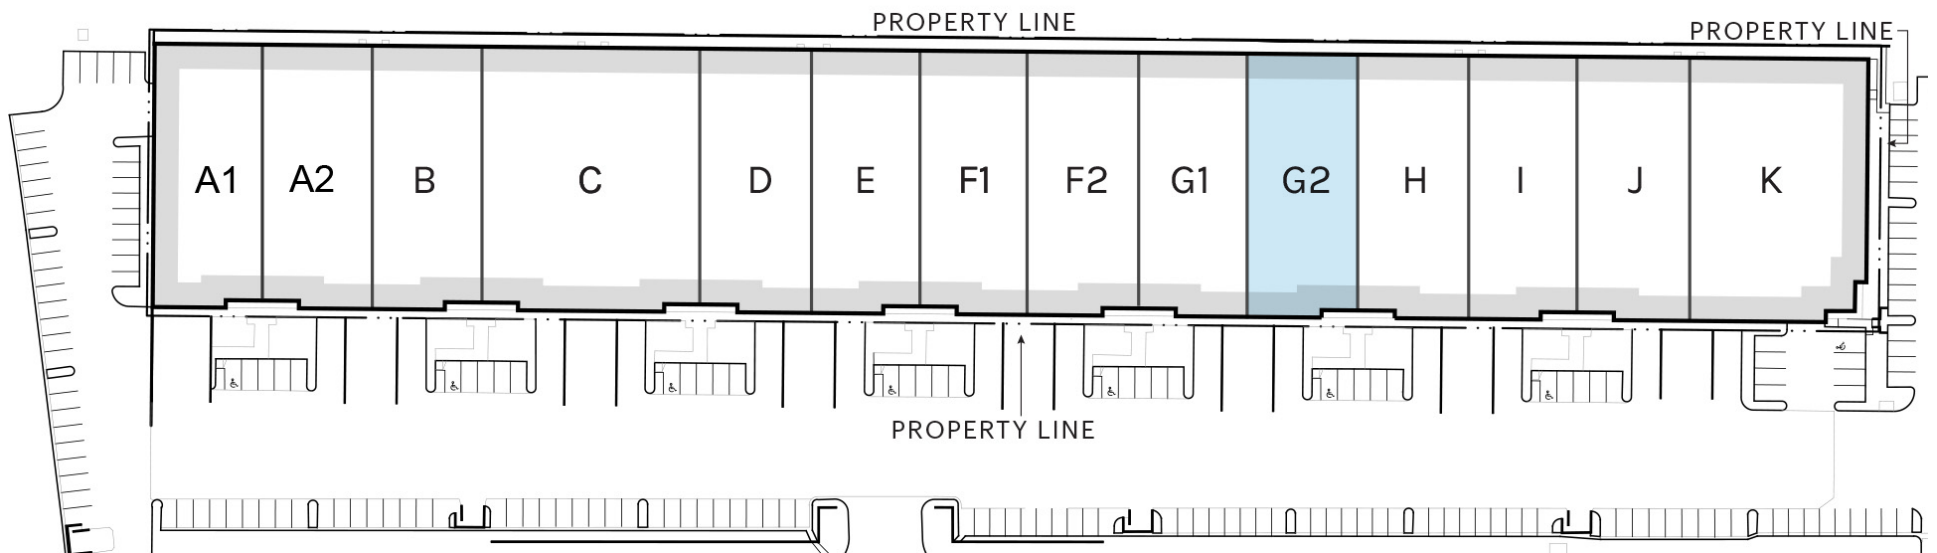 PROPERTY LINE
PROPERTY LINE
A1 A2 B C D E F1 F2 G1 G2 H I J K
PROPERTY LINE